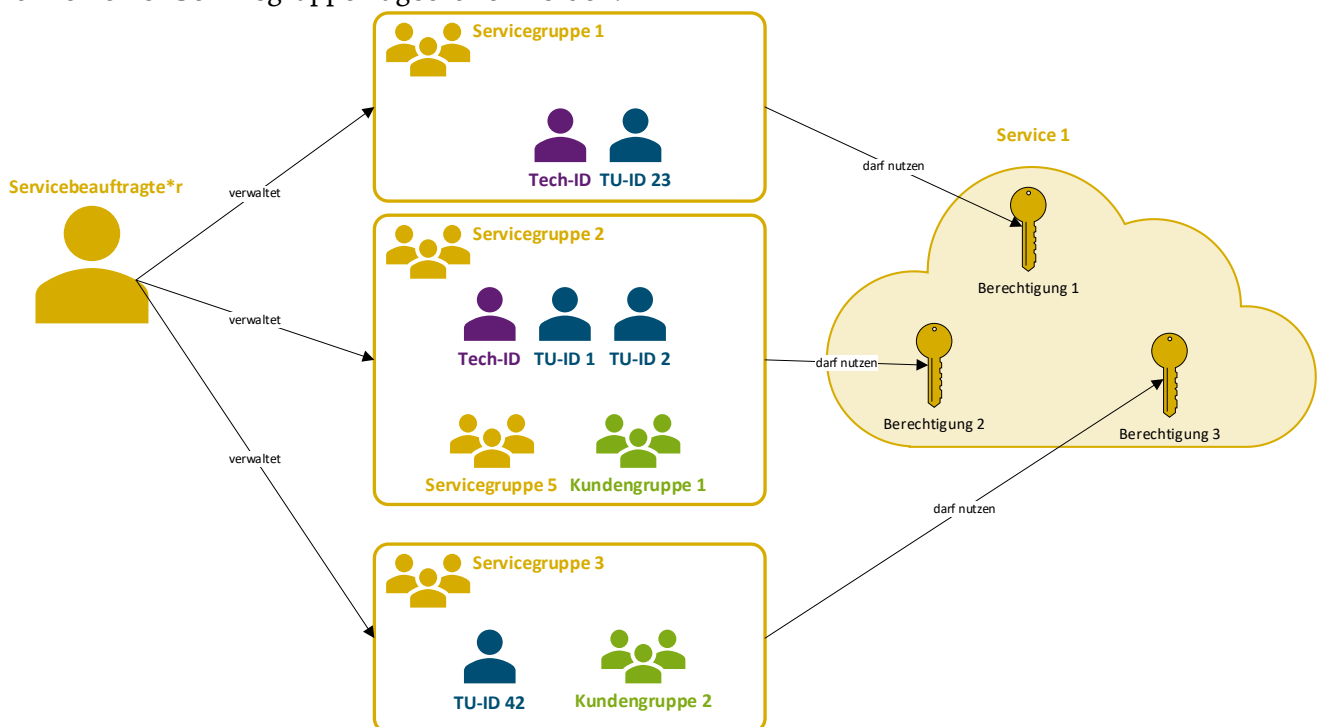 Servicegruppe 1
Tech-ID TU-ID 23
Servicebeauftragte*r
verwaltet
verwaltet
verwaltet
Servicegruppe 2
Tech-ID TU-ID 1 TU-ID 2
Servicegruppe 5 Kundengruppe 1
Servicegruppe 3
TU-ID 42 Kundengruppe 2
darf nutzen
darf nutzen
darf nutzen
Service 1
Berechtigung 1
Berechtigung 2
Berechtigung 3